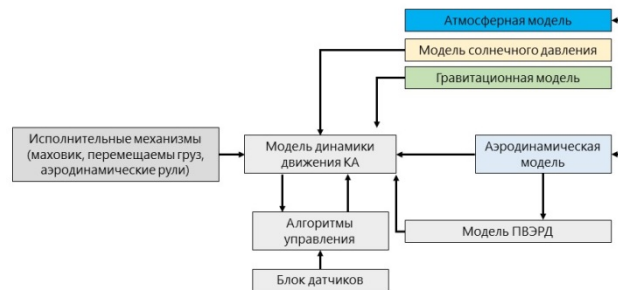 Атмосферная модель
Модель солнечного давления
Гравитационная модель
Исполнительные механизмы
(маховик, перемещаемы груз,
аэродинамические рули)
Модель динамики
движения КА
Аэродинамическая
модель
Алгоритмы
управления
Модель ПВЭРД
Блок датчиков